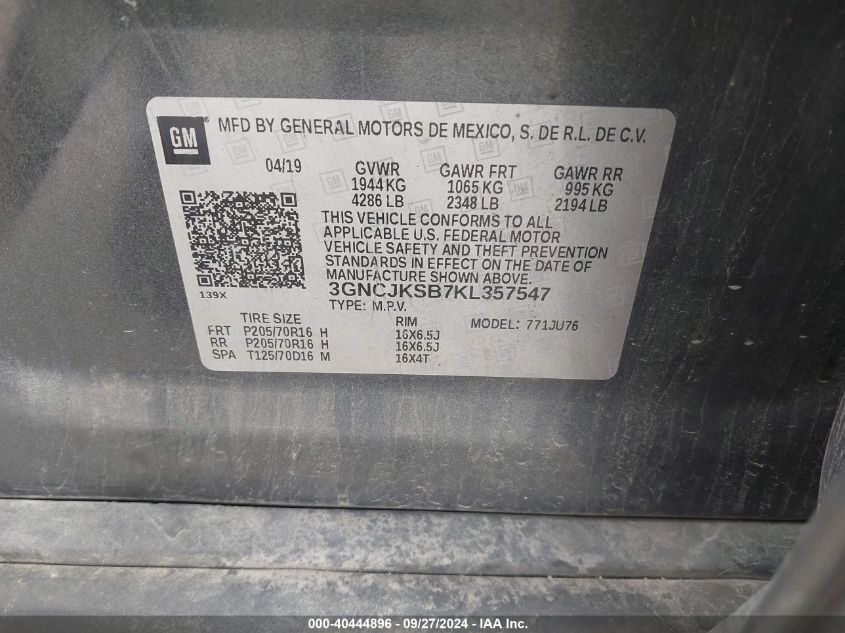 GM
MFD BY GENERAL MOTORS DE MEXICO, S. DE R.L. DE C.V.
04/19 GVWR GAWR FRT GAWR RR
1944 KG 1065 KG 995 KG
4286 LB 2348 LB 2194 LB
THIS VEHICLE CONFORMS TO ALL
APPLICABLE U.S. FEDERAL MOTOR
VEHICLE SAFETY AND THEFT PREVENTION
STANDARDS IN EFFECT ON THE DATE OF
MANUFACTURE SHOWN ABOVE.
139X
3GNCJKSB7KL357547
TYPE: M.P.V.
TIRE SIZE RIM MODEL: 771JU76
FRT P205/70R16 H 16X6.5J
RR P205/70R16 H 16X6.5J
SPA T125/70D16 M 16X4T
000-40444896 - 09/27/2024 - IAA Inc.